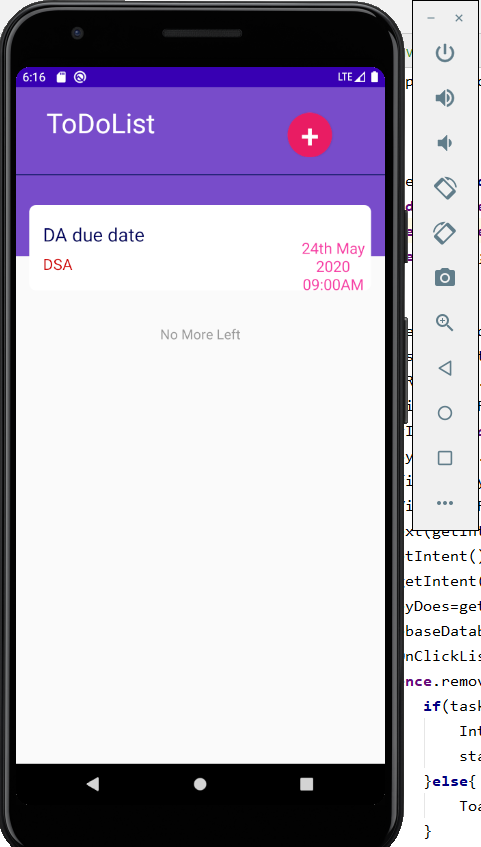 6:16
LTE
ToDoList
+
DA due date
DSA
24th May
2020
09:00AM
No More Left
xt(getInt
tIntent()
etIntent(
yDoes=get
baseDatab
OnClickLis
nce.remov
if(task
Int
sta
}else{
Toa
}